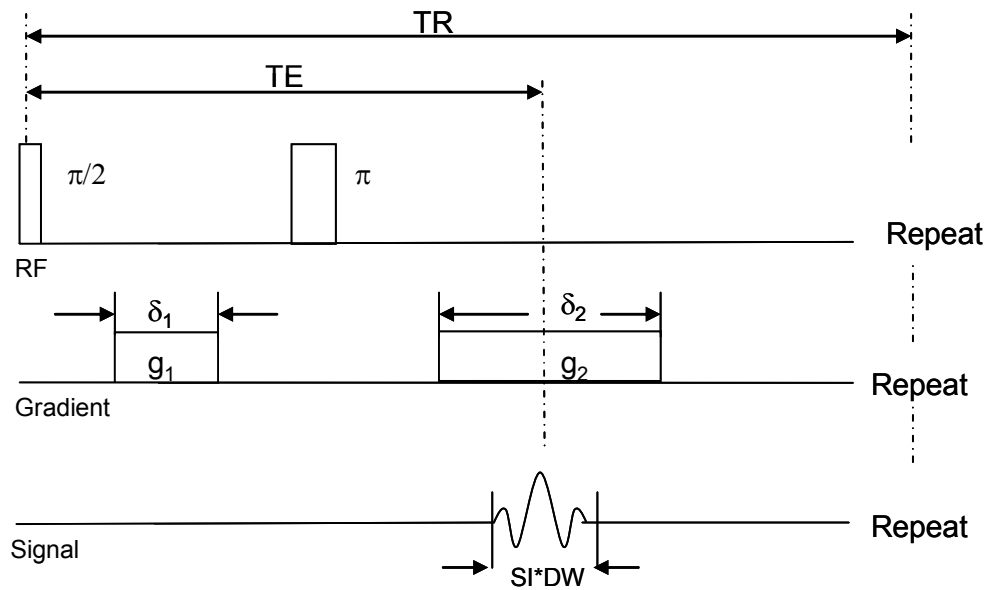 TR
TE
π/2
π
Repeat
RF
δ₁
δ₂
g₁
g₂
Repeat
Gradient
Repeat
Signal
SI*DW